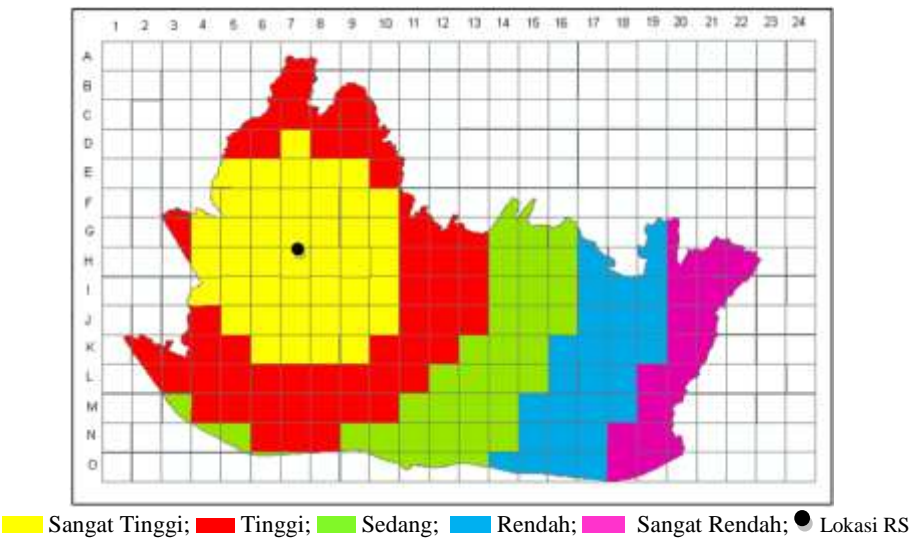 1 2 3 4 5 6 7 8 9 10 11 12 13 14 15 16 17 18 19 20 21 22 23 24
A
B
C
D
E
F
G
H
I
J
K
L
M
N
O
Sangat Tinggi; Tinggi; Sedang; Rendah; Sangat Rendah; Lokasi RS